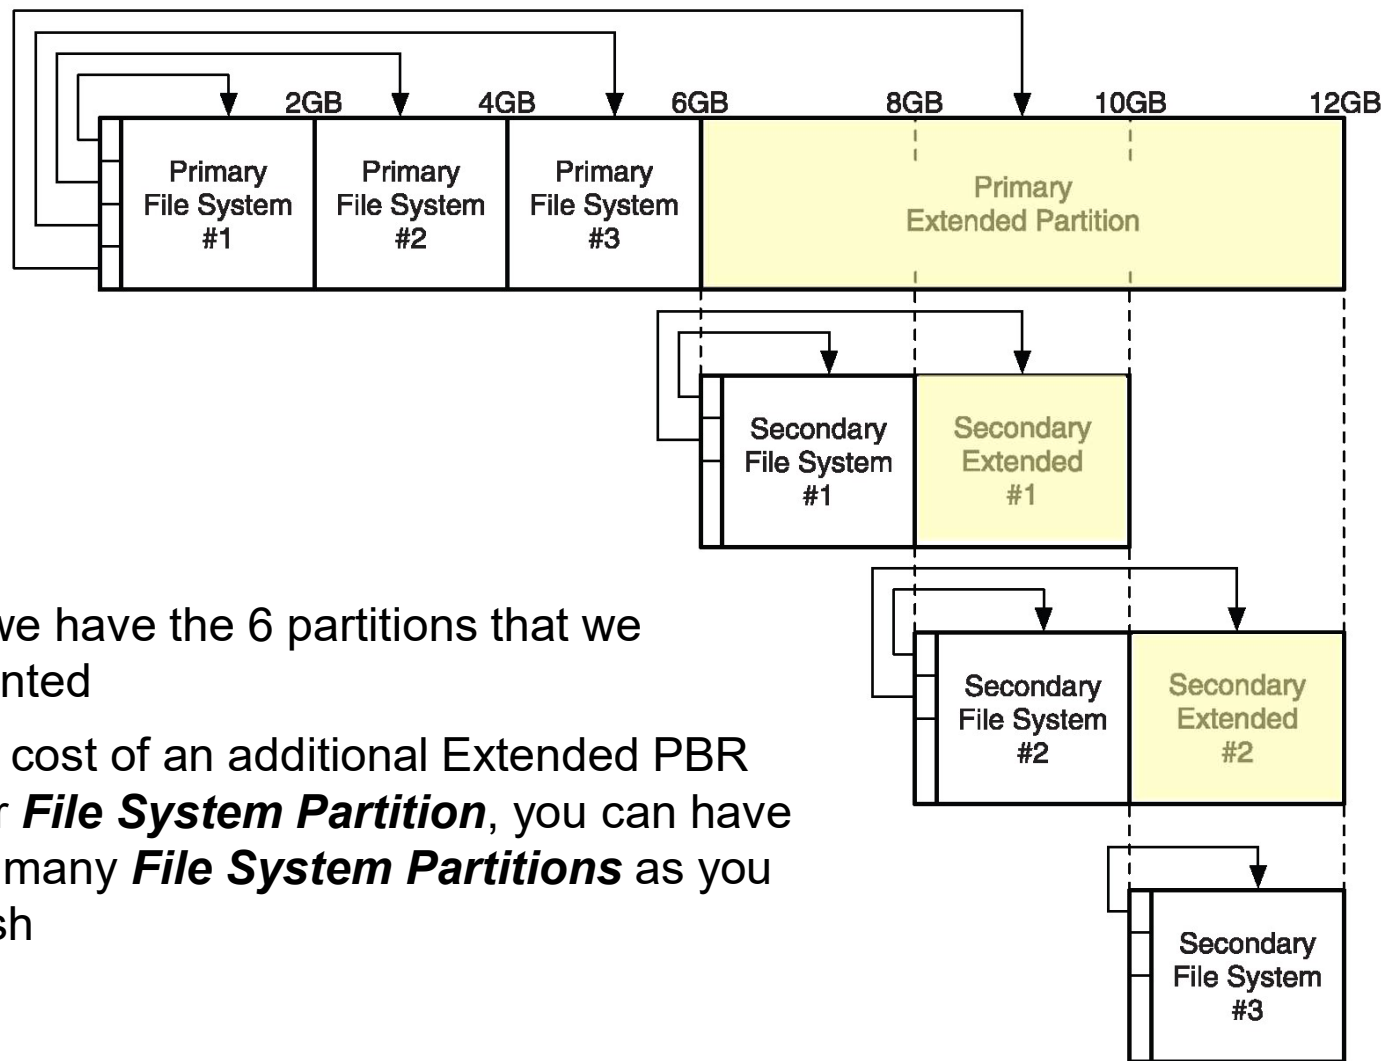 2GB 4GB 6GB 8GB 10GB 12GB
Primary
File System
#1
Primary
File System
#2
Primary
File System
#3
Primary
Extended Partition
Secondary
File System
#1
Secondary
Extended
#1
we have the 6 partitions that we
nted
cost of an additional Extended PBR
r File System Partition, you can have
many File System Partitions as you
sh
Secondary
File System
#2
Secondary
Extended
#2
Secondary
File System
#3